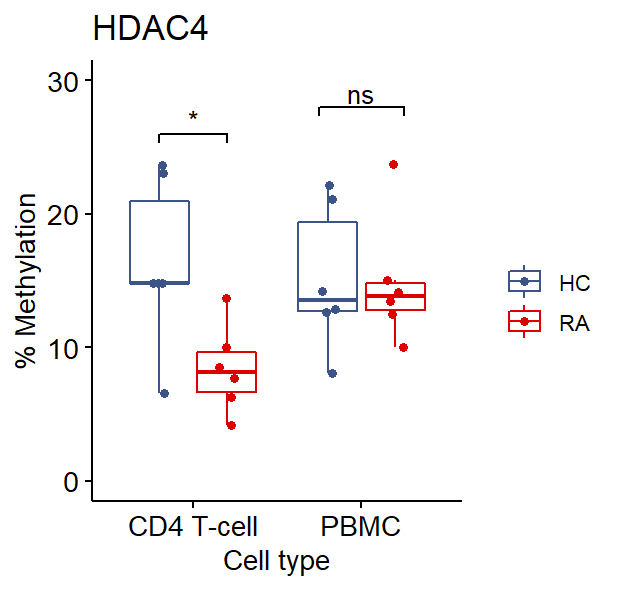 HDAC4
30
20
10
0
% Methylation
*
ns
HC
RA
CD4 T-cell
PBMC
Cell type